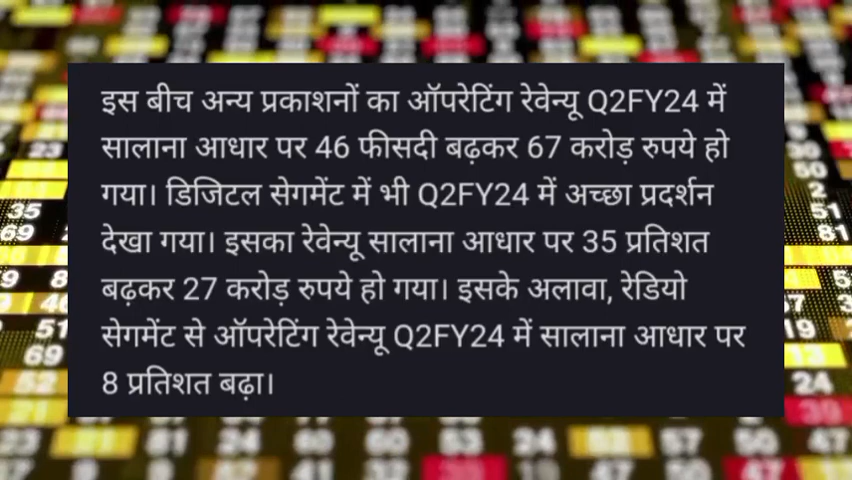 इस बीच अन्य प्रकाशनों का ऑपरेटिंग रेवेन्यू Q2FY24 में
सालाना आधार पर 46 फीसदी बढ़कर 67 करोड़ रुपये हो
गया। डिजिटल सेगमेंट में भी Q2FY24 में अच्छा प्रदर्शन
देखा गया। इसका रेवेन्यू सालाना आधार पर 35 प्रतिशत
बढ़कर 27 करोड़ रुपये हो गया। इसके अलावा, रेडियो
सेगमेंट से ऑपरेटिंग रेवेन्यू Q2FY24 में सालाना आधार पर
8 प्रतिशत बढ़ा।